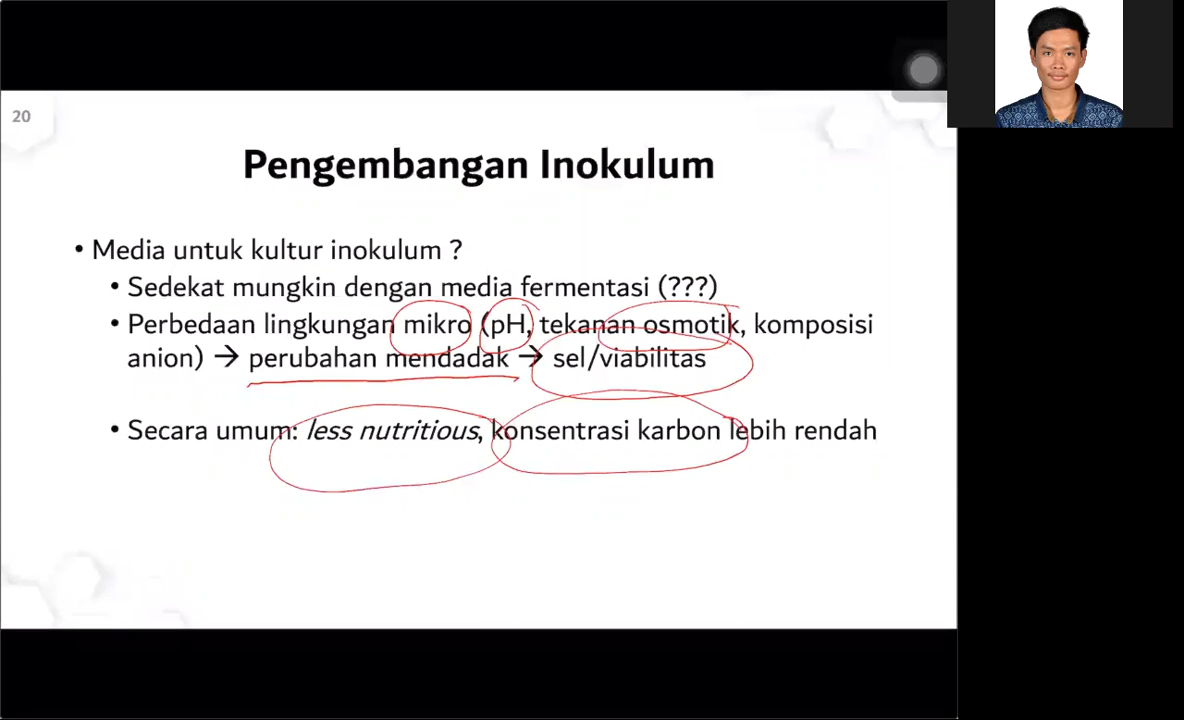 20
Pengembangan Inokulum
• Media untuk kultur inokulum ?
• Sedekat mungkin dengan media fermentasi (???)
• Perbedaan lingkungan mikro (pH, tekanan osmotik, komposisi
anion) → perubahan mendadak → sel/viabilitas
• Secara umum: less nutritious, konsentrasi karbon lebih rendah